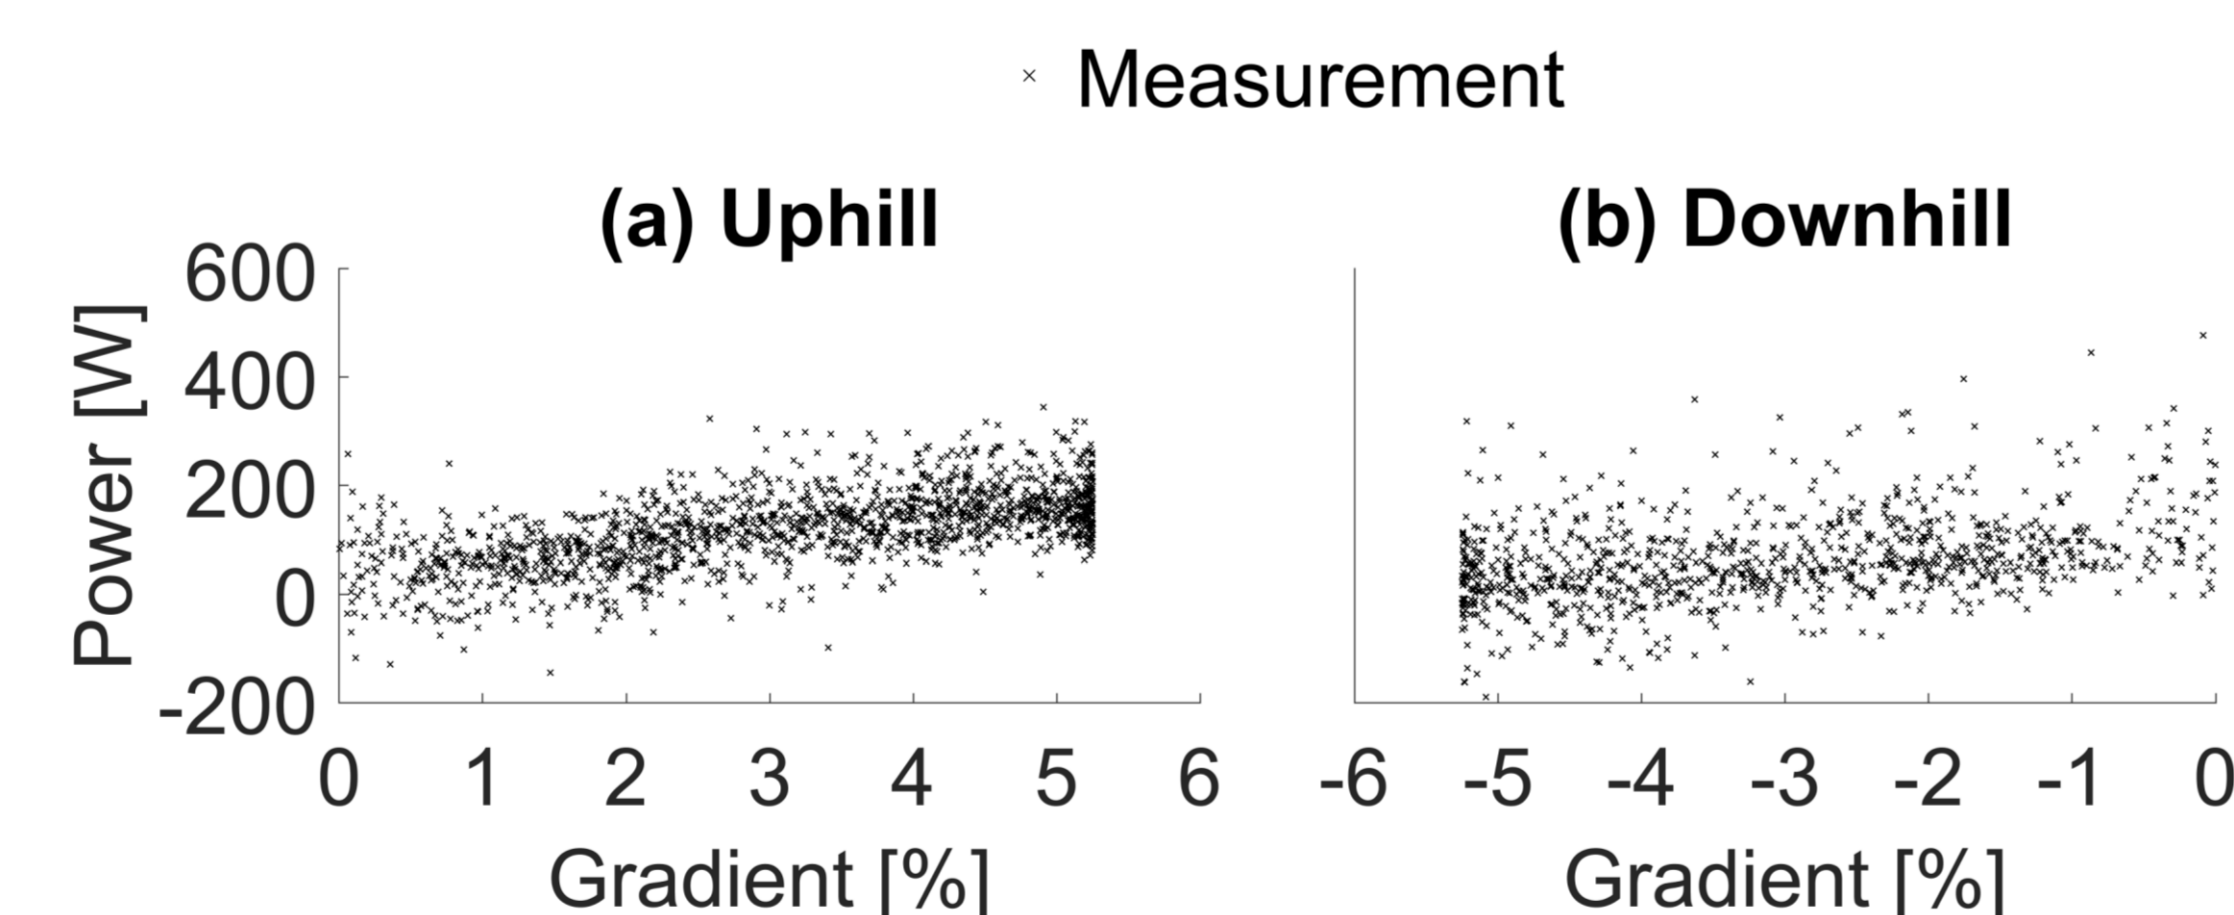 × Measurement
(a) Uphill
(b) Downhill
Power [W]
600
400
200
0
-200
0 1 2 3 4 5 6
-6 -5 -4 -3 -2 -1 0
Gradient [%]
Gradient [%]